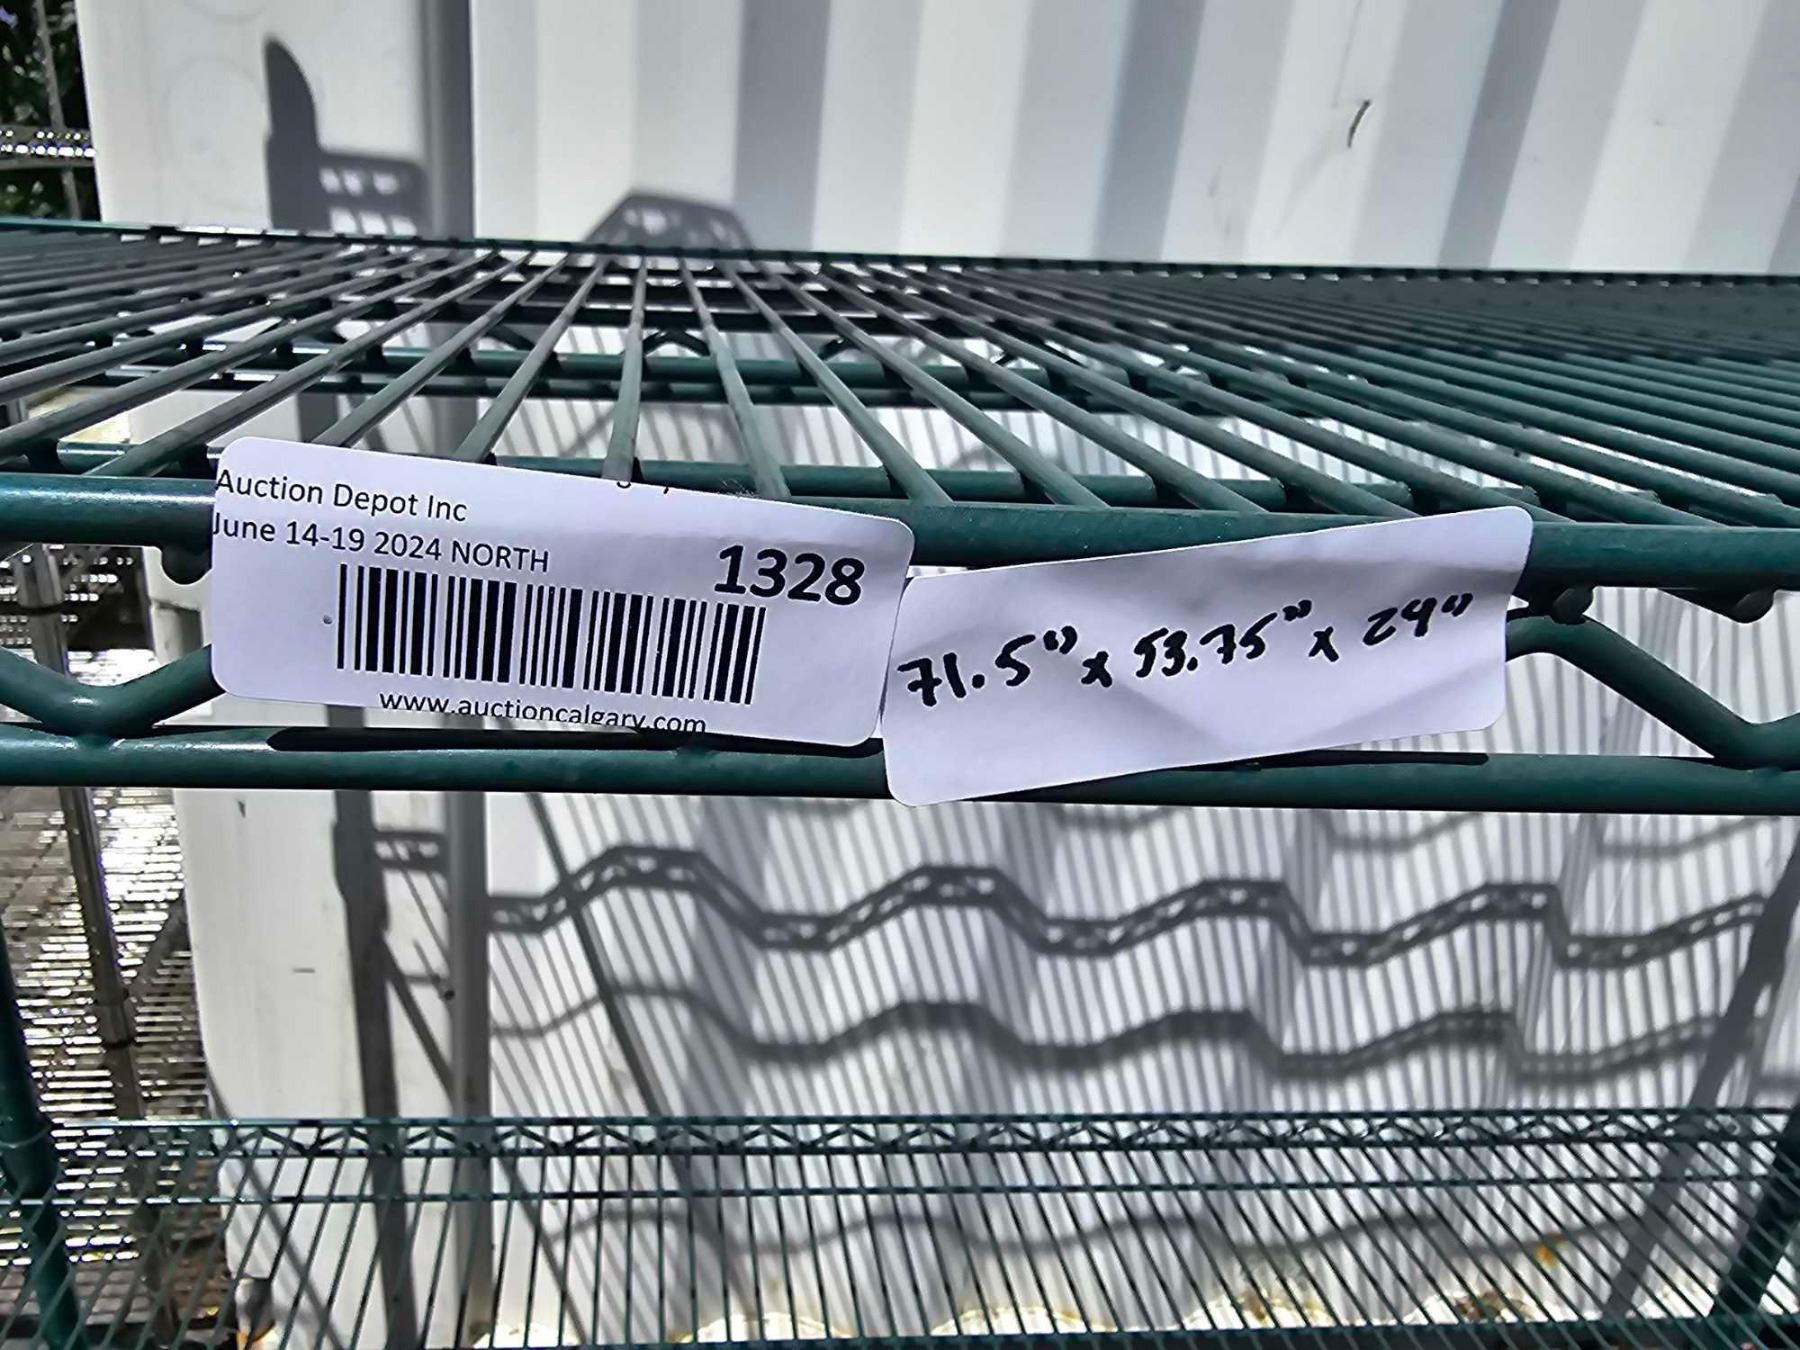 Auction Depot Inc
June 14-19 2024 NORTH
1328
www.auctioncalgary.com
71.5" x 53.75" x 24"